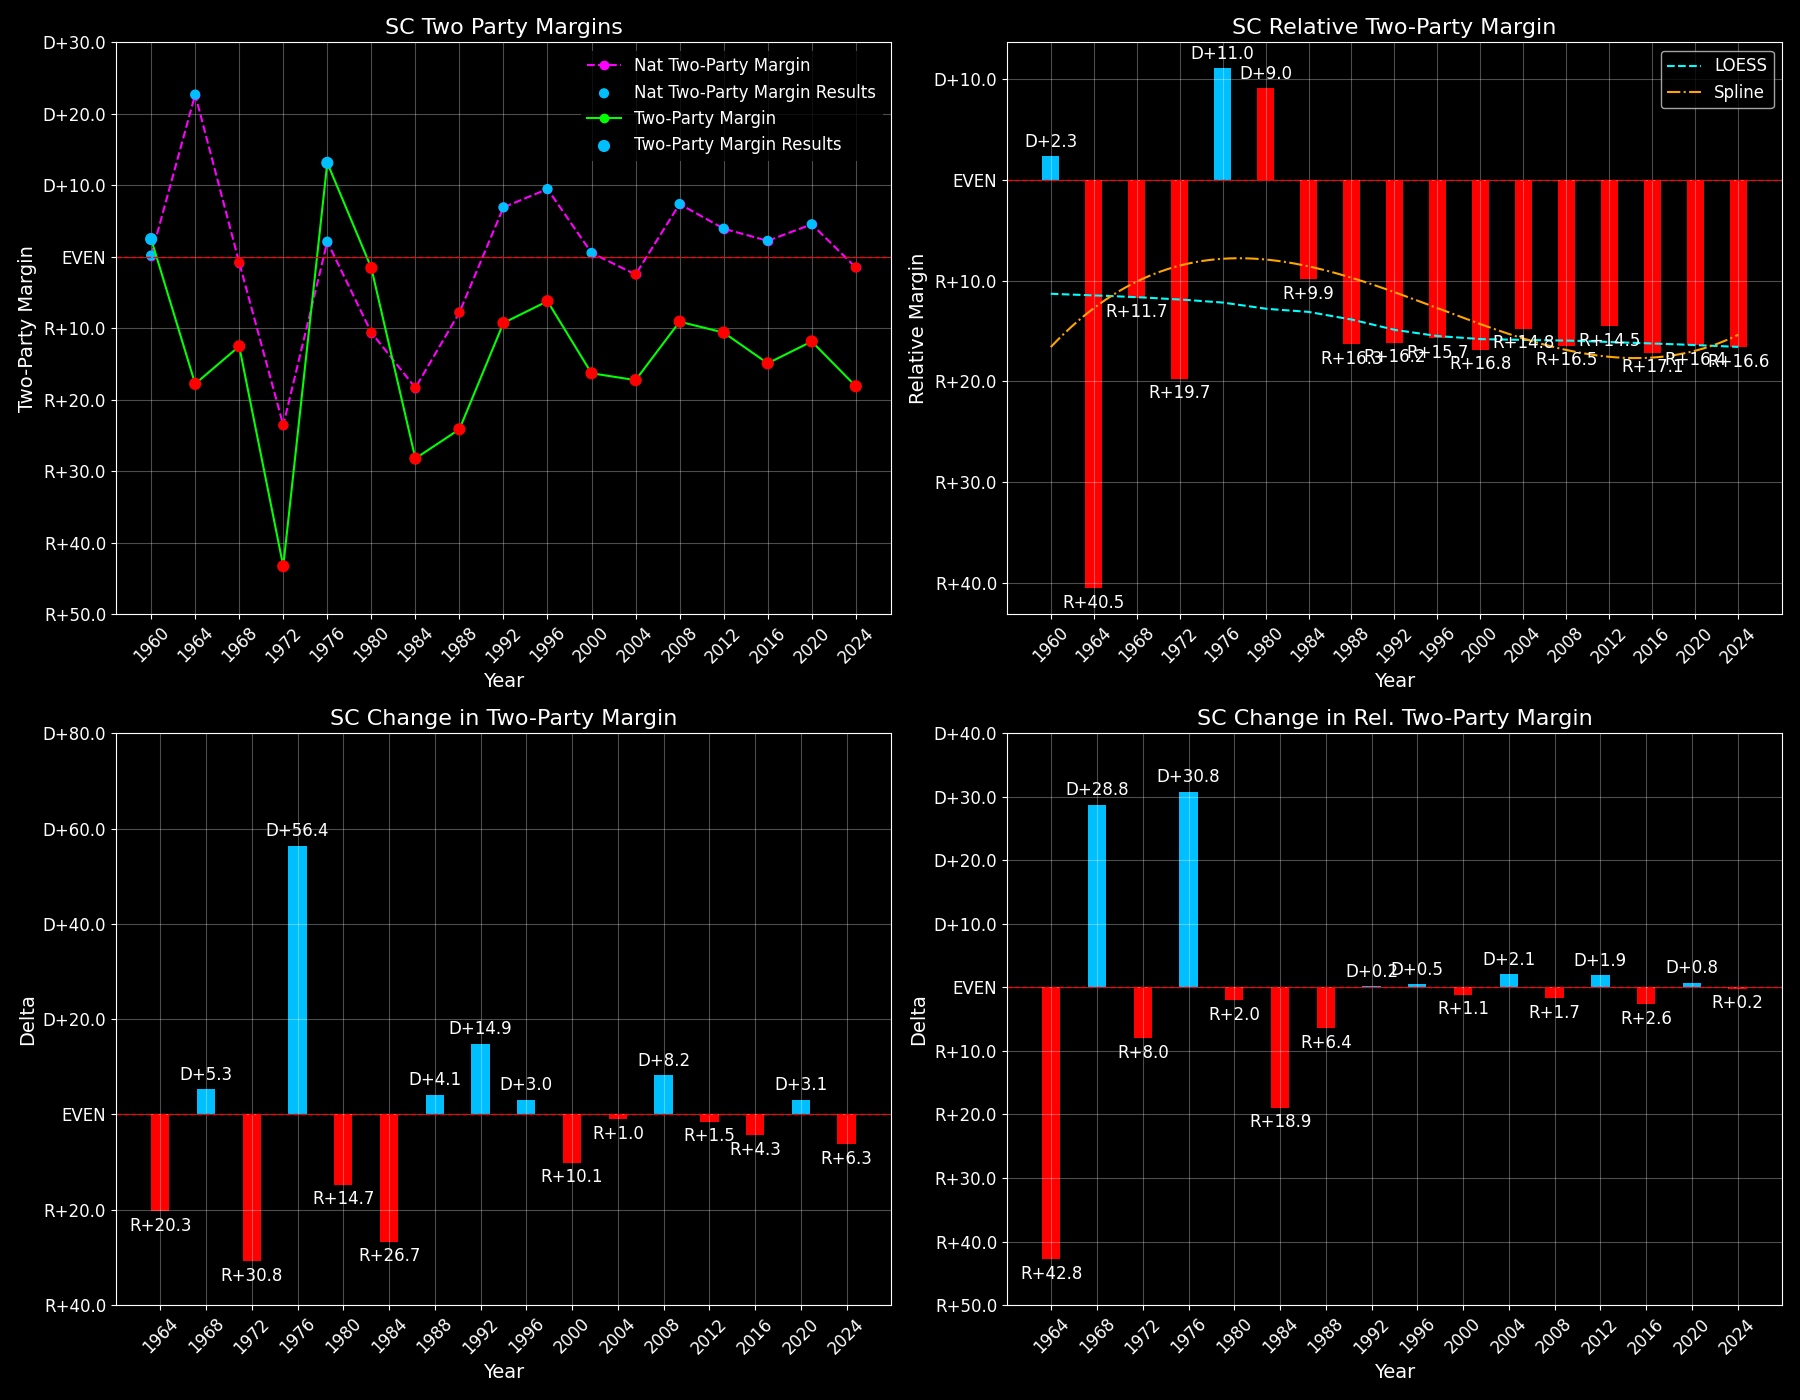 SC Two Party Margins
D+30.0
D+20.0
D+10.0
EVEN
R+10.0
R+20.0
R+30.0
R+40.0
R+50.0
Two-Party Margin
Nat Two-Party Margin
Nat Two-Party Margin Results
Two-Party Margin
Two-Party Margin Results
1960
1964
1968
1972
1976
1980
1984
1988
1992
1996
2000
2004
2008
2012
2016
2020
2024
Year
SC Relative Two-Party Margin
D+10.0
EVEN
R+10.0
R+20.0
R+30.0
R+40.0
Relative Margin
LOESS
Spline
D+2.3
R+40.5
R+11.7
R+19.7
D+11.0
D+9.0
R+9.9
R+16.3
R+16.2
R+15.7
R+16.8
R+14.8
R+16.5
R+14.5
R+17.1
R+16.4
R+16.6
1960
1964
1968
1972
1976
1980
1984
1988
1992
1996
2000
2004
2008
2012
2016
2020
2024
Year
SC Change in Two-Party Margin
D+80.0
D+60.0
D+40.0
D+20.0
EVEN
R+20.0
R+40.0
Delta
R+20.3
D+5.3
R+30.8
D+56.4
R+14.7
R+26.7
D+4.1
D+14.9
D+3.0
R+10.1
R+1.0
D+8.2
R+1.5
R+4.3
D+3.1
R+6.3
1964
1968
1972
1976
1980
1984
1988
1992
1996
2000
2004
2008
2012
2016
2020
2024
Year
SC Change in Rel. Two-Party Margin
D+40.0
D+30.0
D+20.0
D+10.0
EVEN
R+10.0
R+20.0
R+30.0
R+40.0
R+50.0
Delta
R+42.8
D+28.8
R+8.0
D+30.8
R+2.0
R+18.9
R+6.4
D+0.2
D+0.5
R+1.1
D+2.1
R+1.7
D+1.9
R+2.6
D+0.8
R+0.2
1964
1968
1972
1976
1980
1984
1988
1992
1996
2000
2004
2008
2012
2016
2020
2024
Year